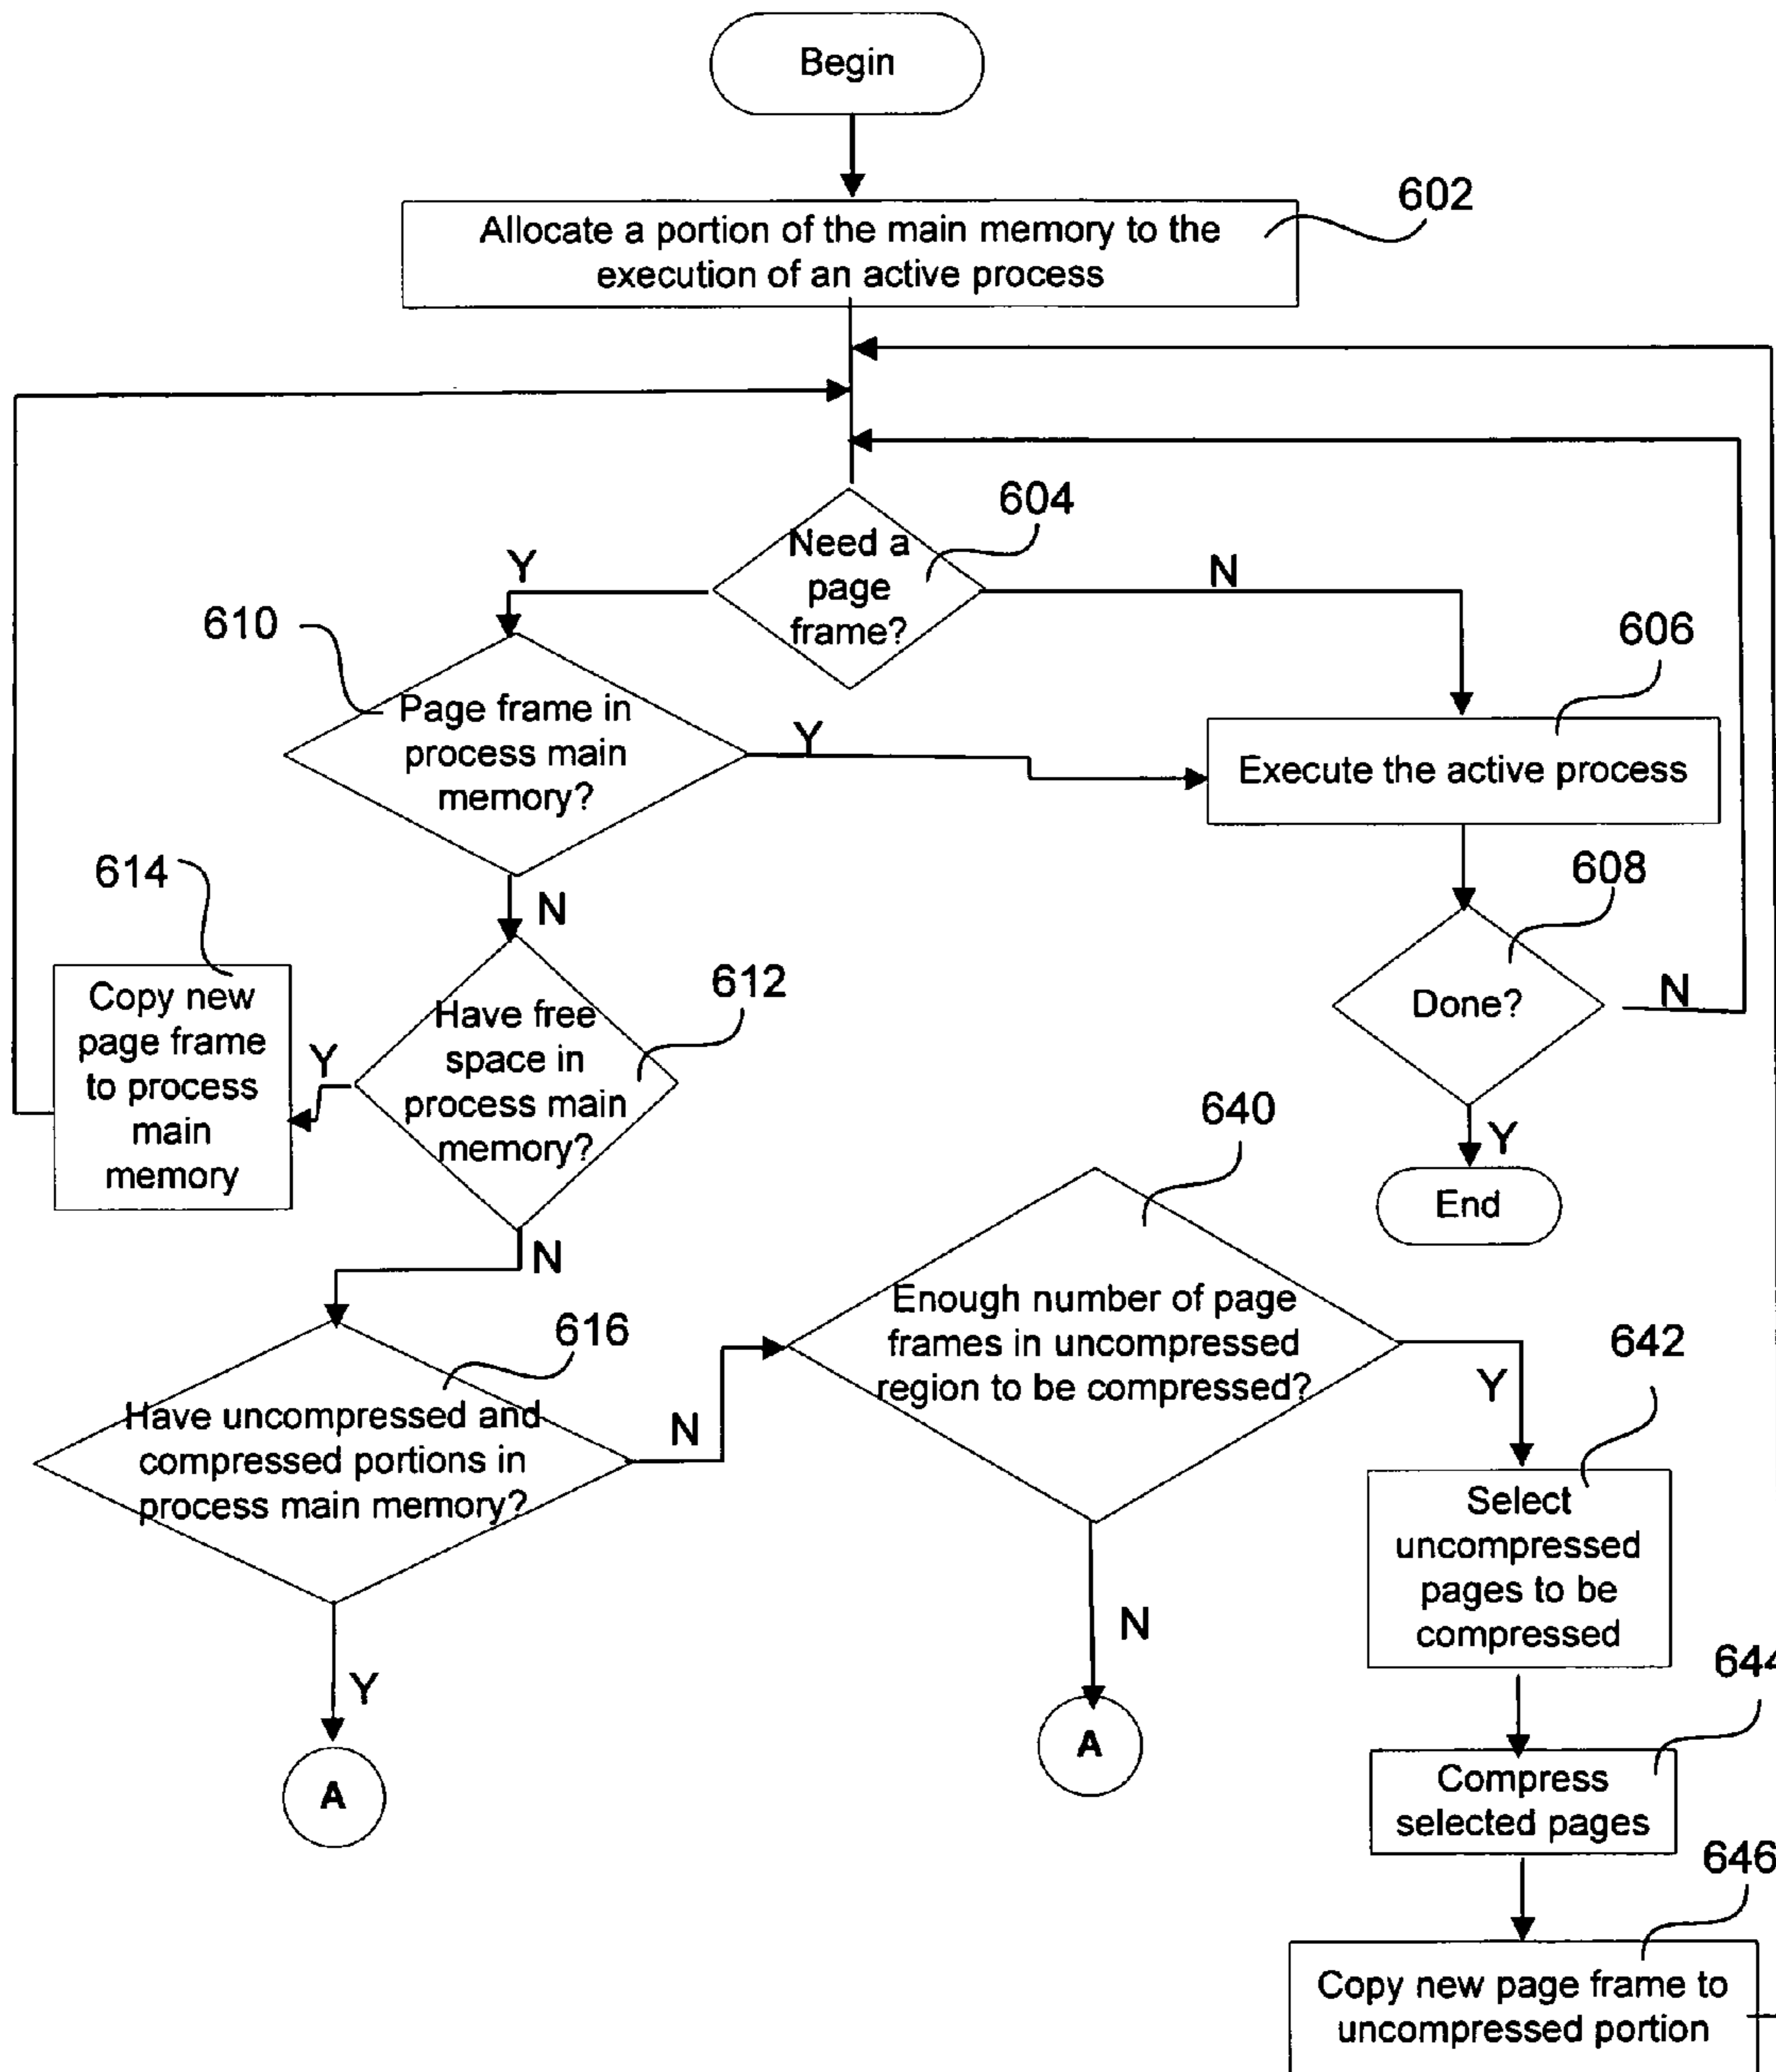 Begin
602
Allocate a portion of the main memory to the
execution of an active process
604
Need a
page
frame?
Y
N
610
606
Page frame in
process main
memory?
Y
Execute the active process
N
614
608
Copy new
page frame
to process
main
memory
Y
612
Have free
space in
process main
memory?
Done?
N
Y
End
N
640
Enough number of page
frames in uncompressed
region to be compressed?
616
Have uncompressed and
compressed portions in
process main memory?
N
Y
642
Select
uncompressed
pages to be
compressed
Y
A
N
A
644
Compress
selected pages
646
Copy new page frame to
uncompressed portion